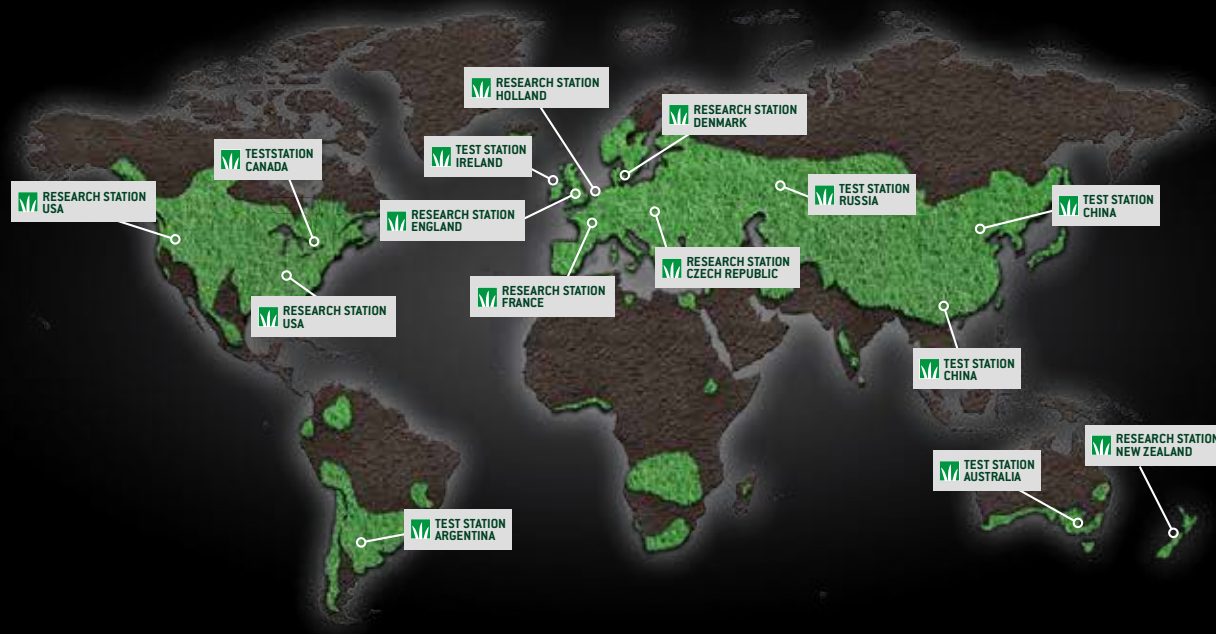 RESEARCH STATION
HOLLAND
RESEARCH STATION
DENMARK
TESTSTATION
CANADA
TEST STATION
IRELAND
RESEARCH STATION
USA
RESEARCH STATION
ENGLAND
TEST STATION
RUSSIA
TEST STATION
CHINA
RESEARCH STATION
CZECH REPUBLIC
RESEARCH STATION
FRANCE
RESEARCH STATION
USA
TEST STATION
CHINA
RESEARCH STATION
NEW ZEALAND
TEST STATION
AUSTRALIA
TEST STATION
ARGENTINA